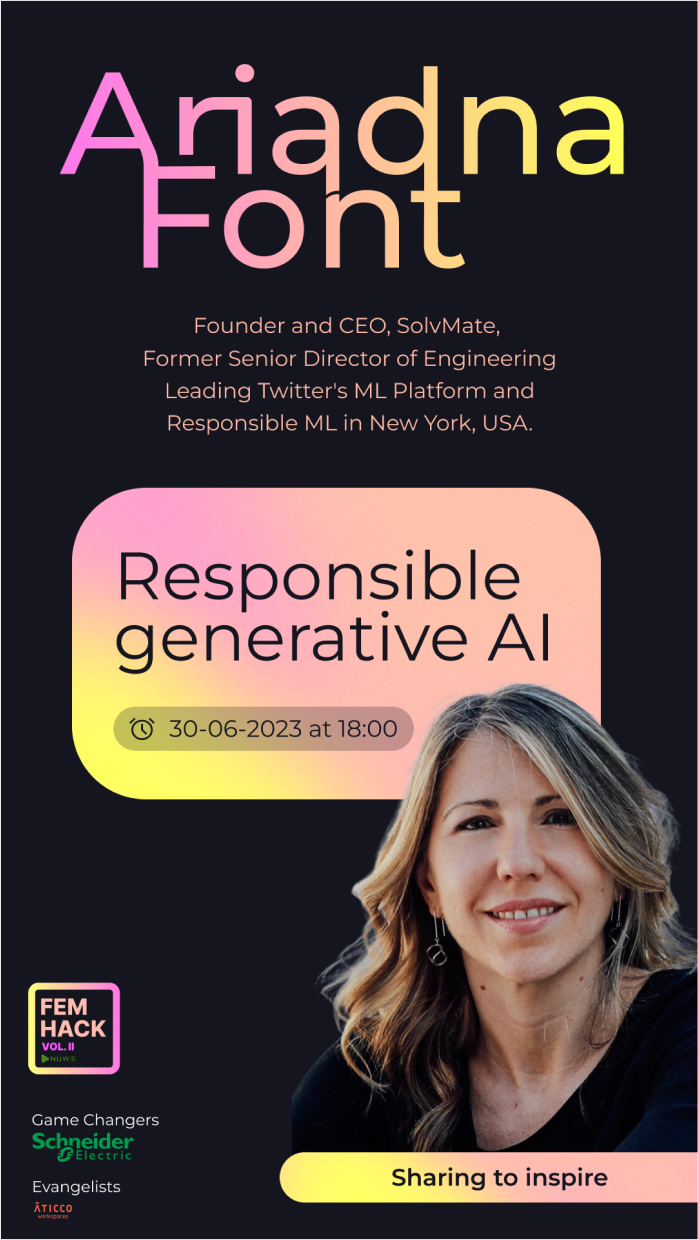 Ariadna
Font
Founder and CEO, SolvMate,
Former Senior Director of Engineering
Leading Twitter's ML Platform and
Responsible ML in New York, USA.
Responsible
generative AI
30-06-2023 at 18:00
FEM
HACK
VOL. II
NUWE
Game Changers
Schneider
Electric
Evangelists
ĀTICCO
workspaces
Sharing to inspire